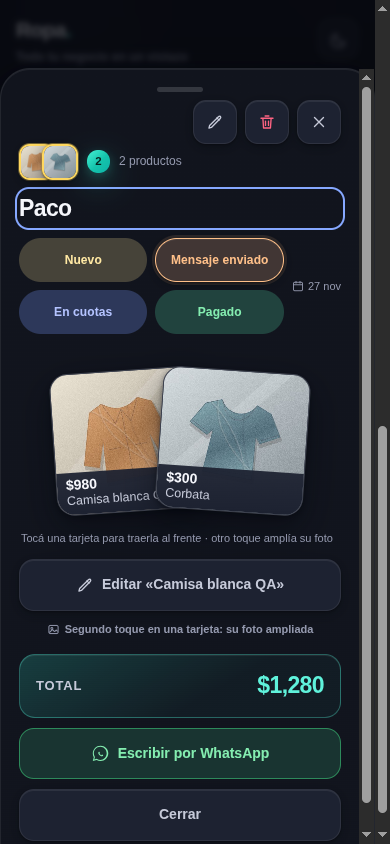 Ropa.
2
2 productos
Paco
Nuevo
Mensaje enviado
27 nov
En cuotas
Pagado
$980
Camisa blanca
$300
Corbata
Tocá una tarjeta para traerla al frente · otro toque amplía su foto
Editar «Camisa blanca QA»
Segundo toque en una tarjeta: su foto ampliada
TOTAL
$1,280
Escribir por WhatsApp
Cerrar